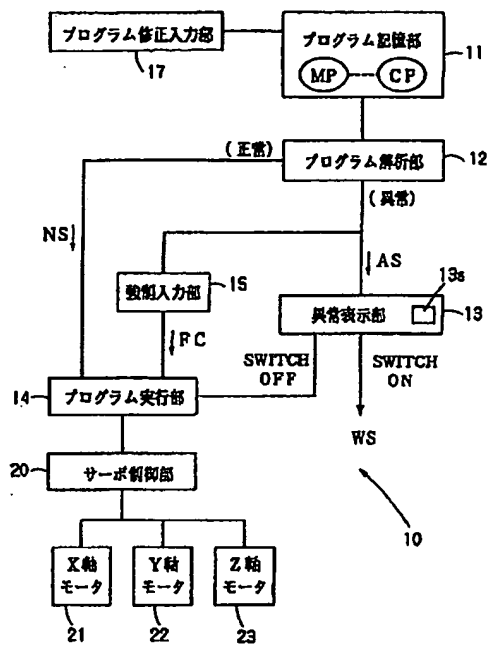 プログラム修正入力部
17
プログラム記憶部
MP
CP
11
プログラム解析部
12
(正常)
(異常)
NS
AS
強制入力部
15
13s
異常表示部
13
FC
SWITCH
OFF
SWITCH
ON
14
プログラム実行部
WS
20
サーボ制御部
10
X軸
モータ
Y軸
モータ
Z軸
モータ
21
22
23